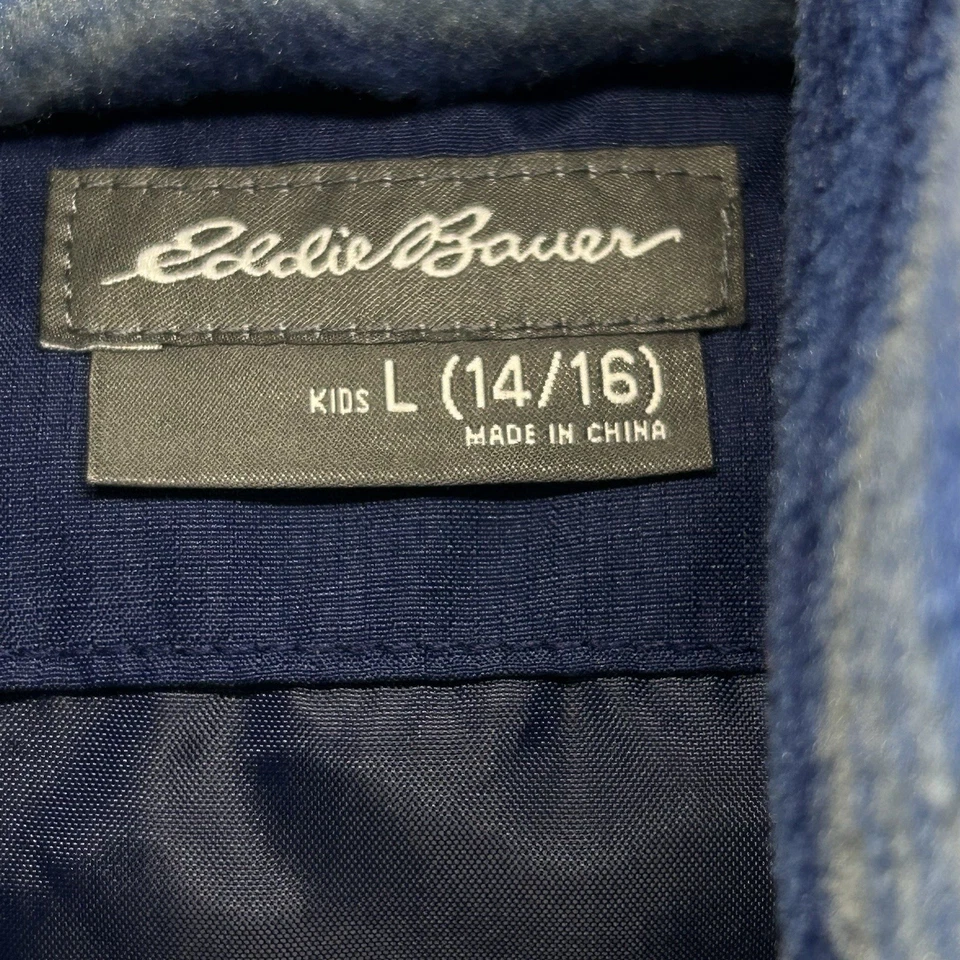 Eddie Bauer
KIDS L (14/16)
MADE IN CHINA